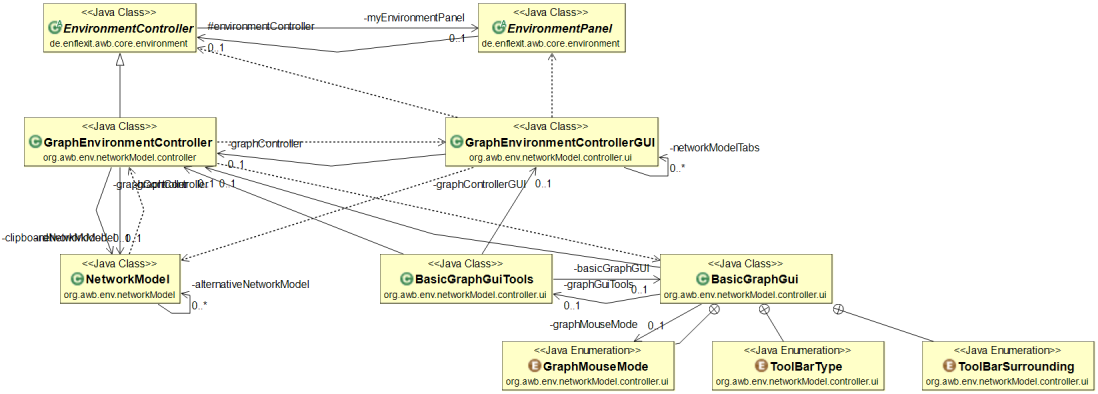 <<Java Class>>
EnvironmentController
de.enflexit.awb.core.environment
#environmentController
0..1
-myEnvironmentPanel
0..1
<<Java Class>>
EnvironmentPanel
de.enflexit.awb.core.environment
<<Java Class>>
GraphEnvironmentController
org.awb.env.networkModel.controller
-graphController
0..1
<<Java Class>>
GraphEnvironmentControllerGUI
org.awb.env.networkModel.controller.ui
-networkModelTabs
0..*
0..1
0..1
-graphControllerGUI
0..1
0..1
0..1
<<Java Class>>
NetworkModel
org.awb.env.networkModel
-alternativeNetworkModel
0..*
<<Java Class>>
BasicGraphGuiTools
org.awb.env.networkModel.controller.ui
-basicGraphGUI
0..1
-graphGuiTools
0..1
<<Java Class>>
BasicGraphGui
org.awb.env.networkModel.controller.ui
-graphMouseMode
0..1
<<Java Enumeration>>
GraphMouseMode
org.awb.env.networkModel.controller.ui
<<Java Enumeration>>
ToolBarType
org.awb.env.networkModel.controller.ui
<<Java Enumeration>>
ToolBarSurrounding
org.awb.env.networkModel.controller.ui